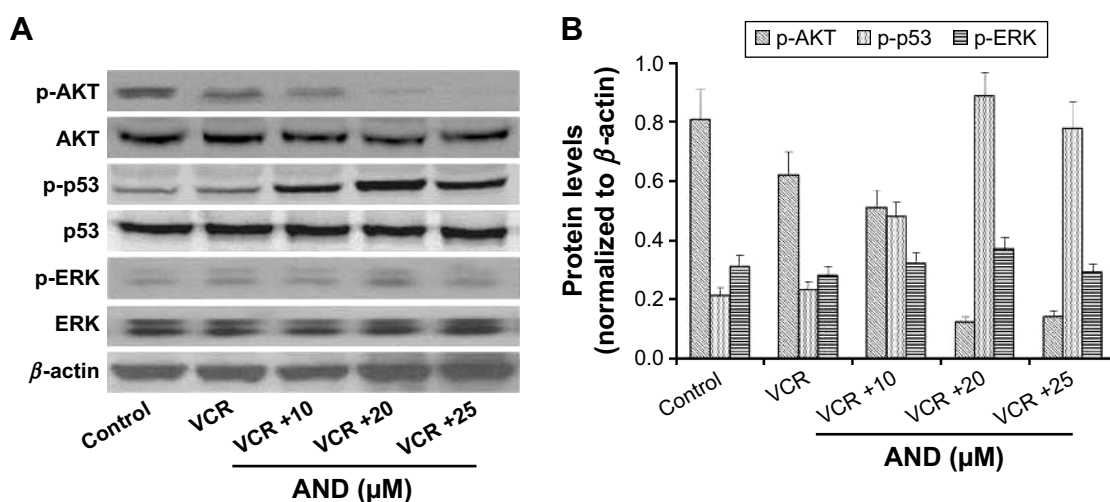 A
p-AKT
AKT
p-p53
p53
p-ERK
ERK
β-actin
Control
VCR
VCR +10
VCR +20
VCR +25
AND (μM)
B
p-AKT p-p53 p-ERK
Protein levels
(normalized to β-actin)
1.0
0.8
0.6
0.4
0.2
0.0
Control
VCR
VCR +10
VCR +20
VCR +25
AND (μM)